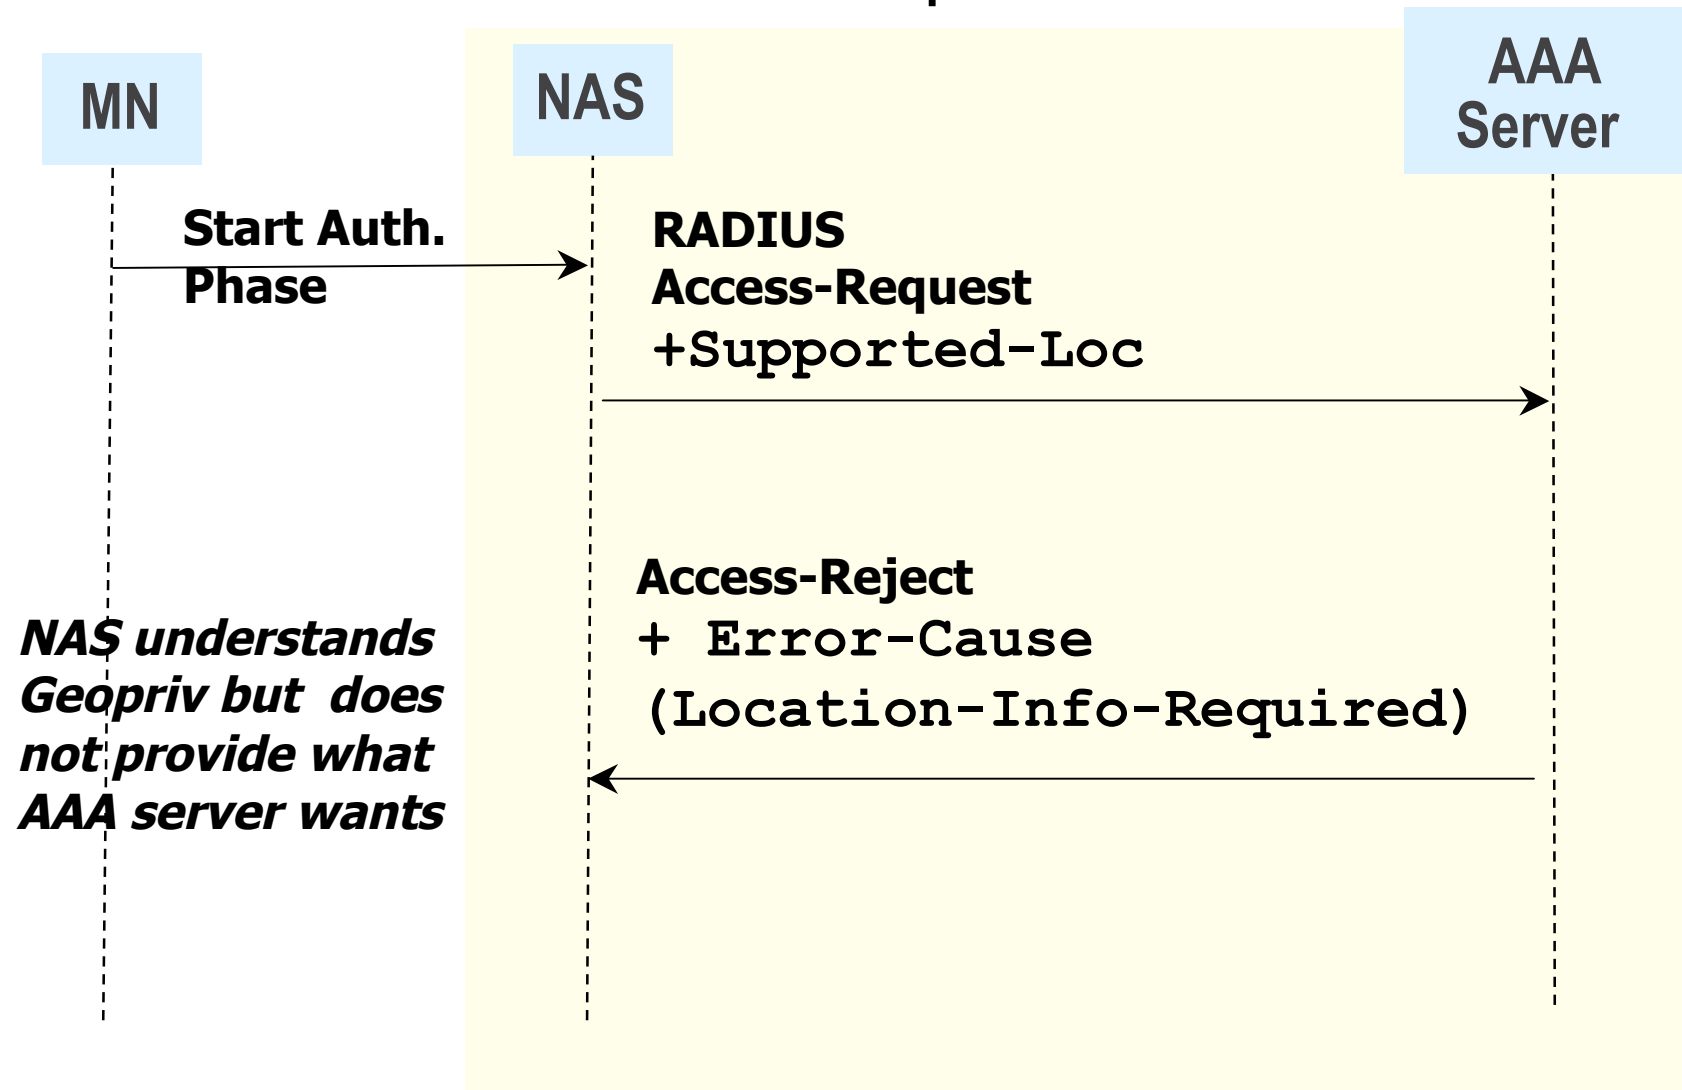 MN
NAS
AAA
Server
Start Auth.
Phase
RADIUS
Access-Request
+Supported-Loc
Access-Reject
+ Error-Cause
(Location-Info-Required)
NAS understands
Geopriv but does
not provide what
AAA server wants